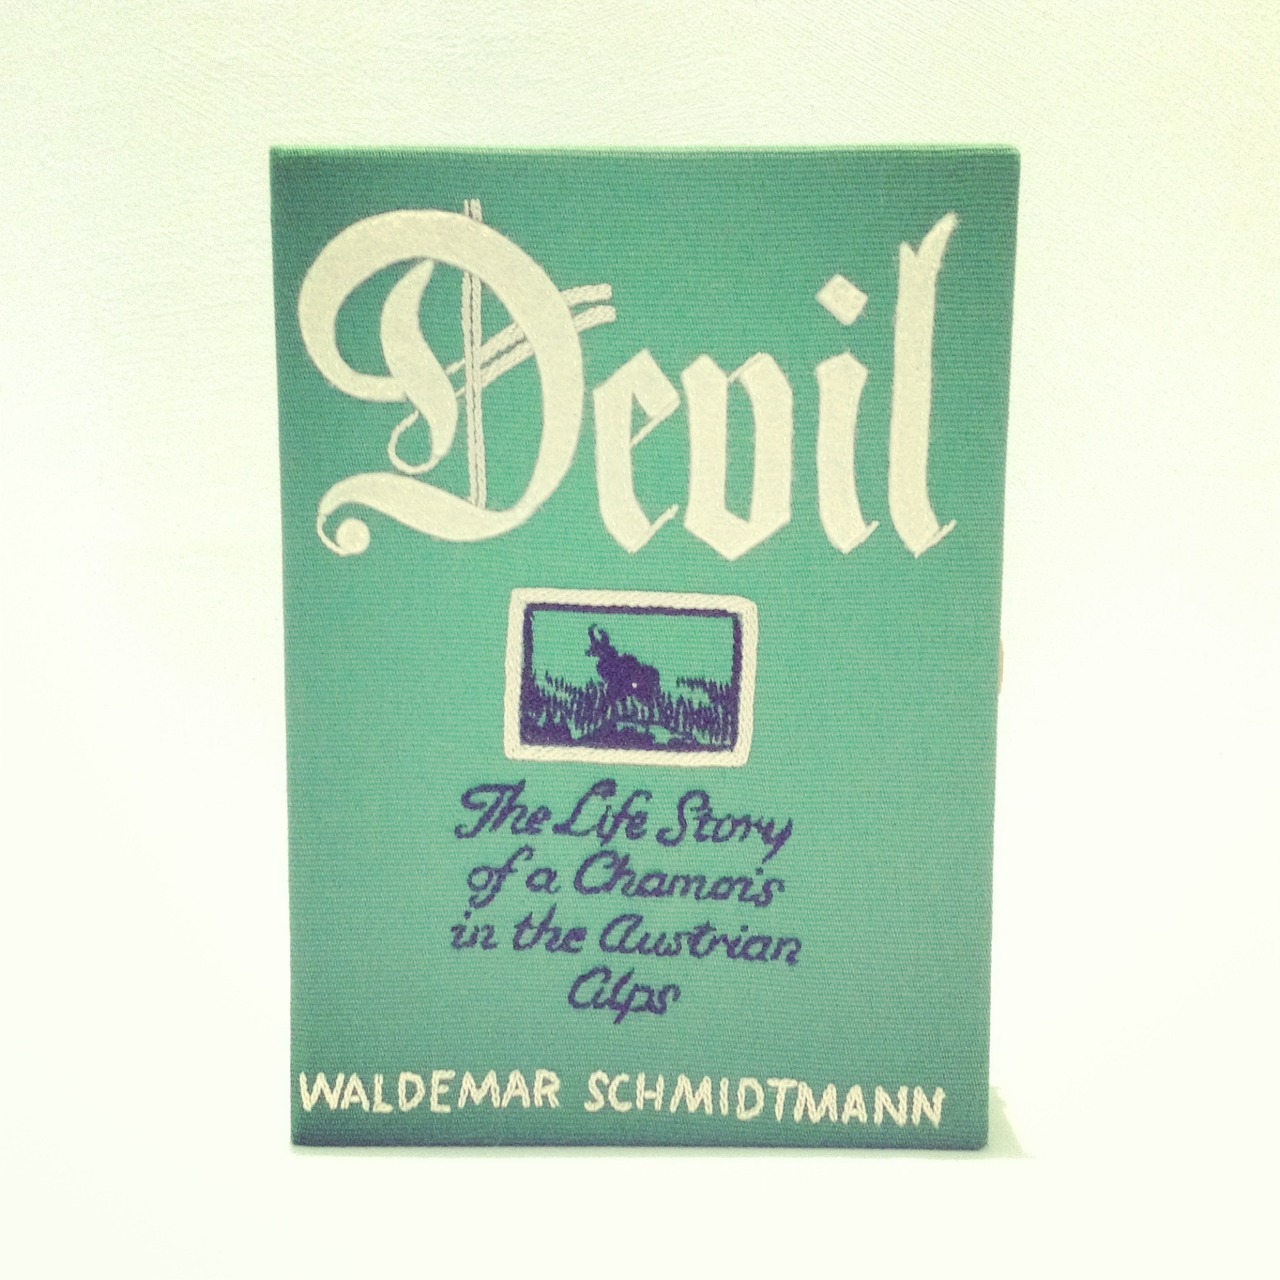 Devil
The Life Story
of a Chamois
in the Austrian
Alps
WALDEMAR SCHMIDTMANN